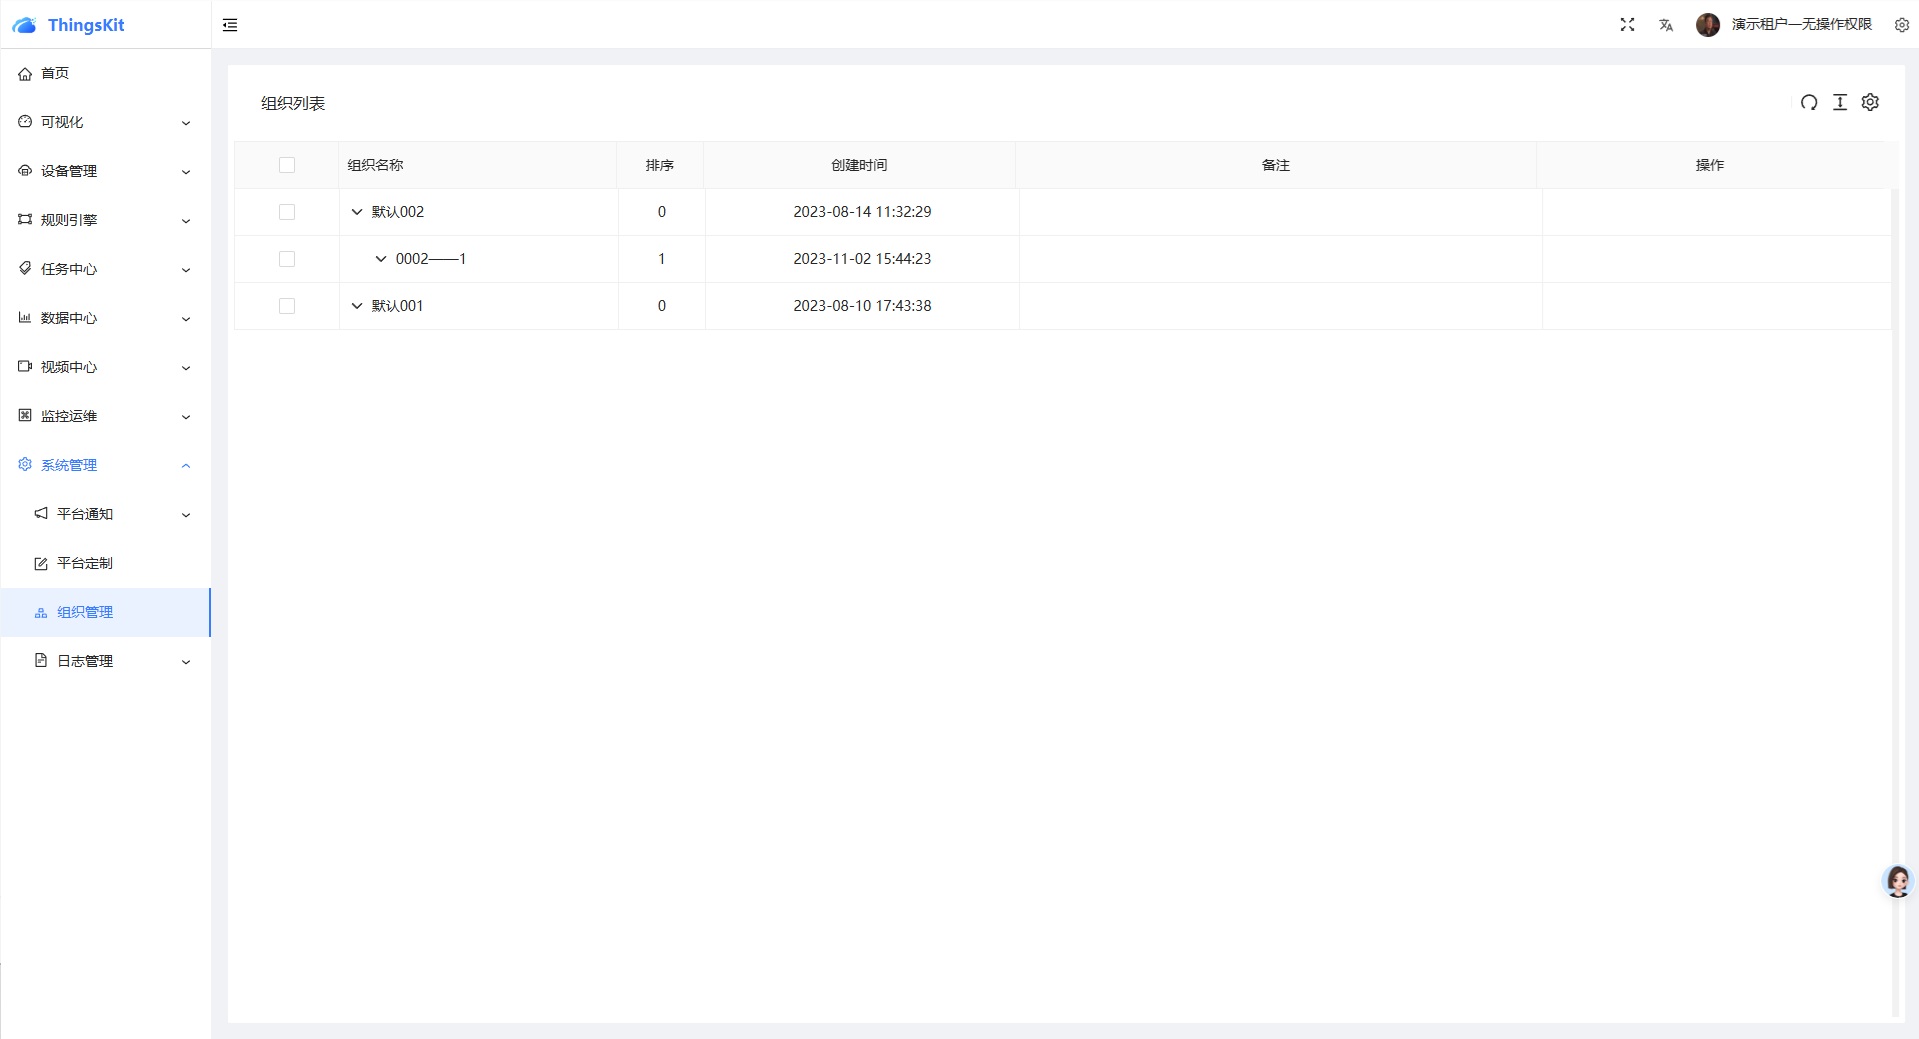 ThingsKit
演示租户—无操作权限
首页
可视化
设备管理
规则引擎
任务中心
数据中心
视频中心
监控运维
系统管理
平台通知
平台定制
组织管理
日志管理
组织列表
组织名称 排序 创建时间 备注 操作
默认002 0 2023-08-14 11:32:29
0002——1 1 2023-11-02 15:44:23
默认001 0 2023-08-10 17:43:38